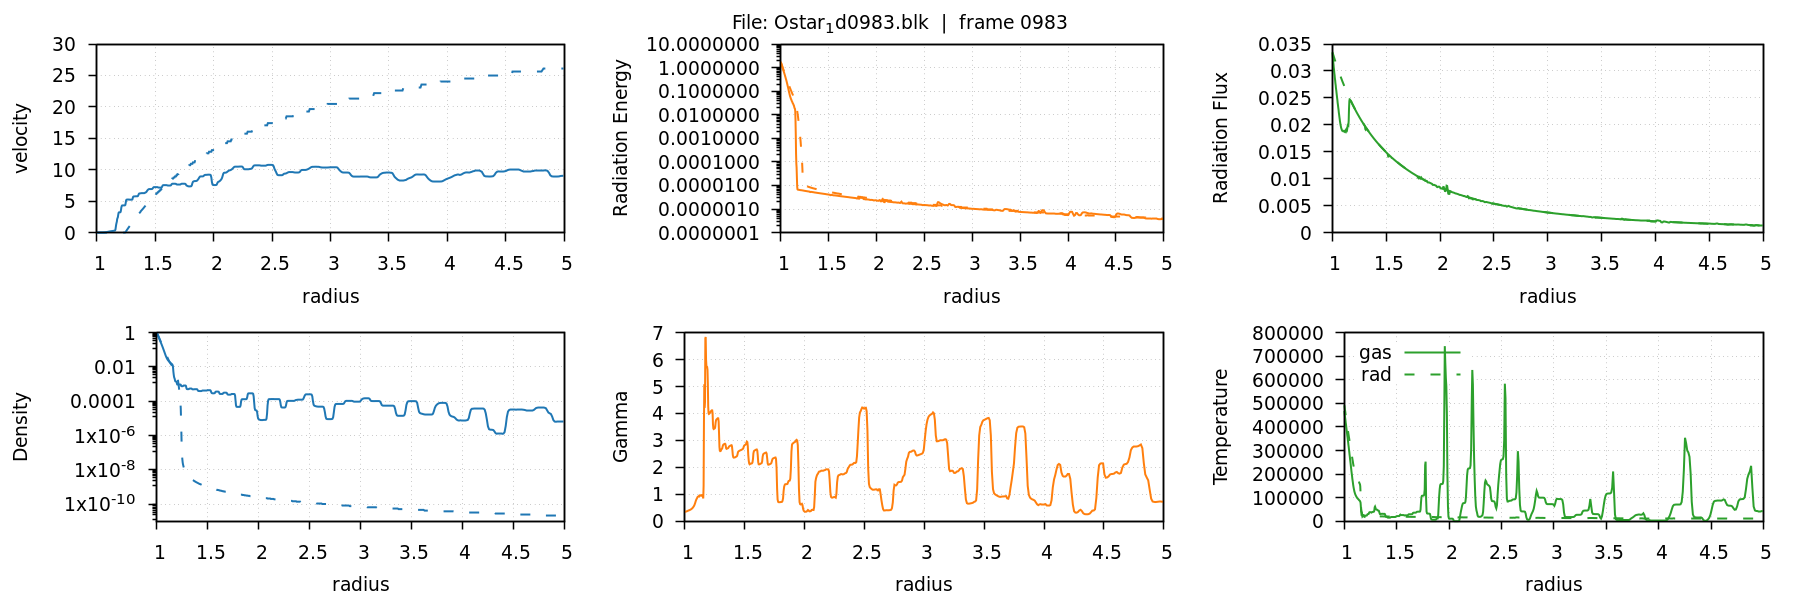 File: Ostar1d0983.blk | frame 0983
velocity
30
25
20
15
10
5
0
1 1.5 2 2.5 3 3.5 4 4.5 5
radius
Radiation Energy
10.0000000
1.0000000
0.1000000
0.0100000
0.0010000
0.0001000
0.0000100
0.0000010
0.0000001
1 1.5 2 2.5 3 3.5 4 4.5 5
radius
Radiation Flux
0.035
0.03
0.025
0.02
0.015
0.01
0.005
0
1 1.5 2 2.5 3 3.5 4 4.5 5
radius
Density
1
0.01
0.0001
1x10-6
1x10-8
1x10-10
1 1.5 2 2.5 3 3.5 4 4.5 5
radius
Gamma
7
6
5
4
3
2
1
0
1 1.5 2 2.5 3 3.5 4 4.5 5
radius
Temperature
800000
700000
600000
500000
400000
300000
200000
100000
0
gas
rad
1 1.5 2 2.5 3 3.5 4 4.5 5
radius